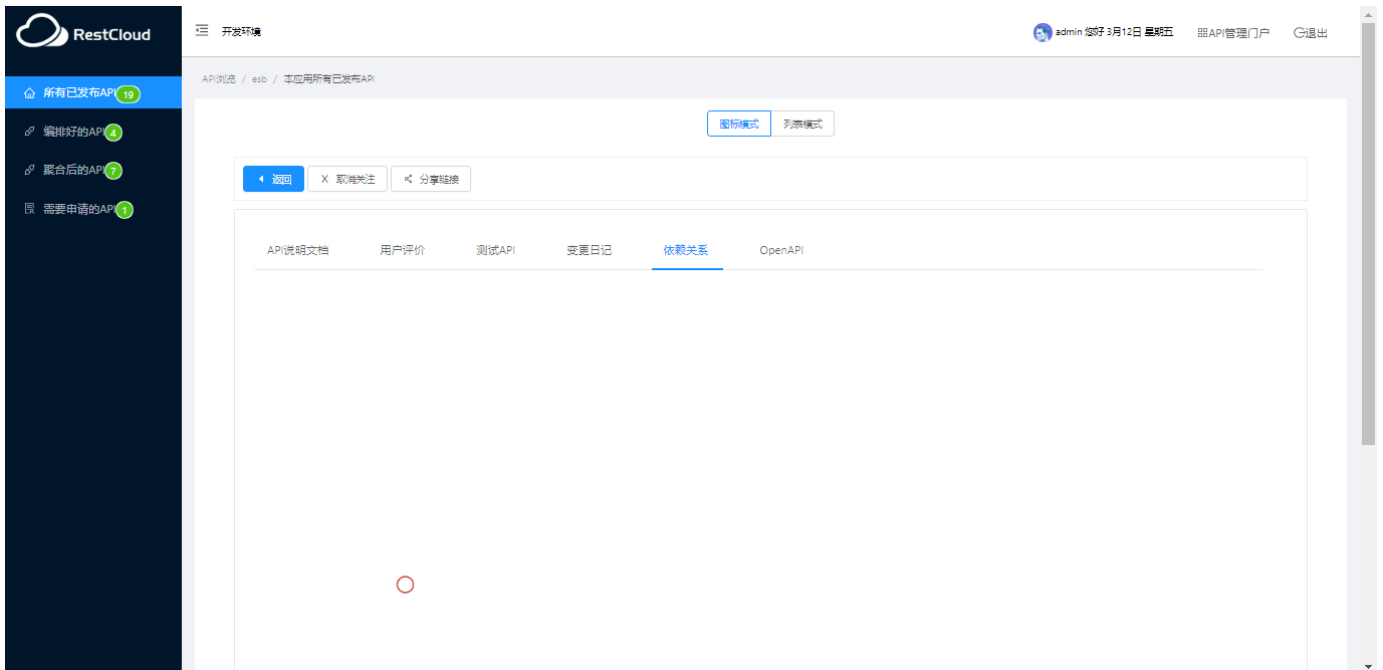 RestCloud
开发环境
admin 您好 3月12日 星期五
API管理门户
退出
所有已发布API 19
编排好的API 4
聚合后的API 7
需要申请的API 1
API浏览 / esb / 本应用所有已发布API
图标模式 列表模式
返回 X 取消关注 分享链接
API说明文档 用户评价 测试API 变更日记 依赖关系 OpenAPI